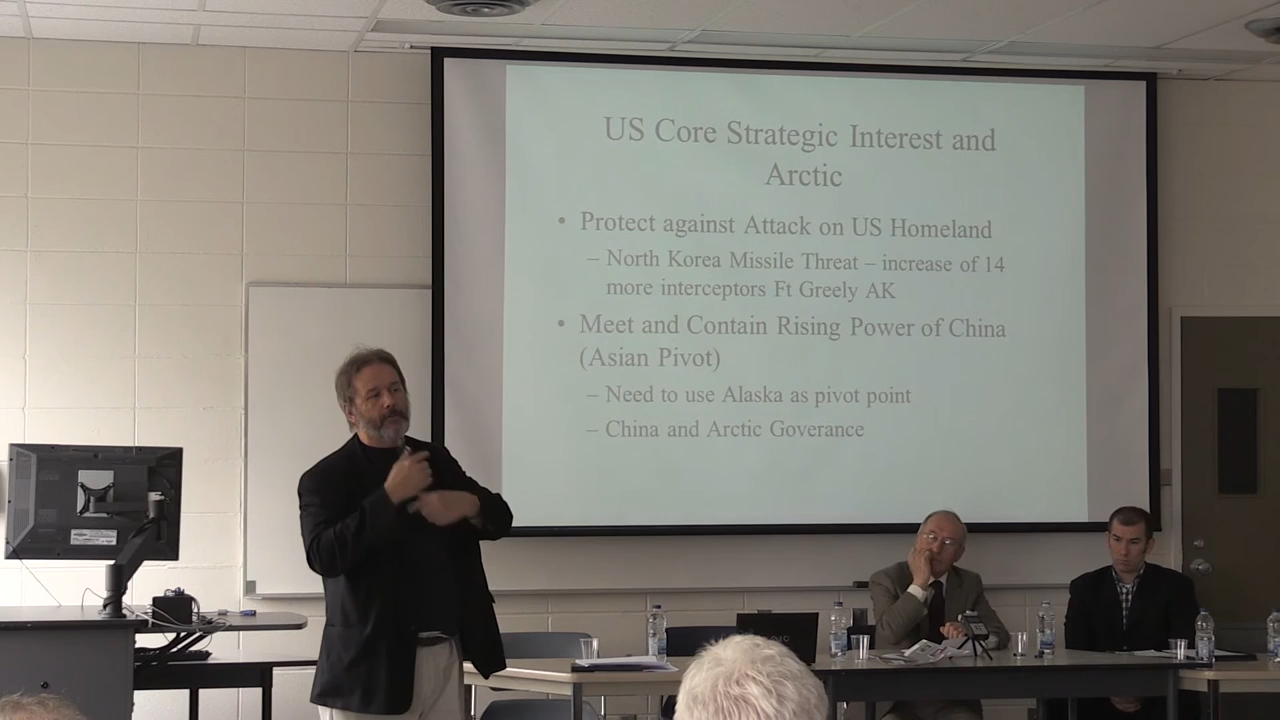 US Core Strategic Interest and
Arctic
• Protect against Attack on US Homeland
– North Korea Missile Threat – increase of 14
more interceptors Ft Greely AK
• Meet and Contain Rising Power of China
(Asian Pivot)
– Need to use Alaska as pivot point
– China and Arctic Goverance